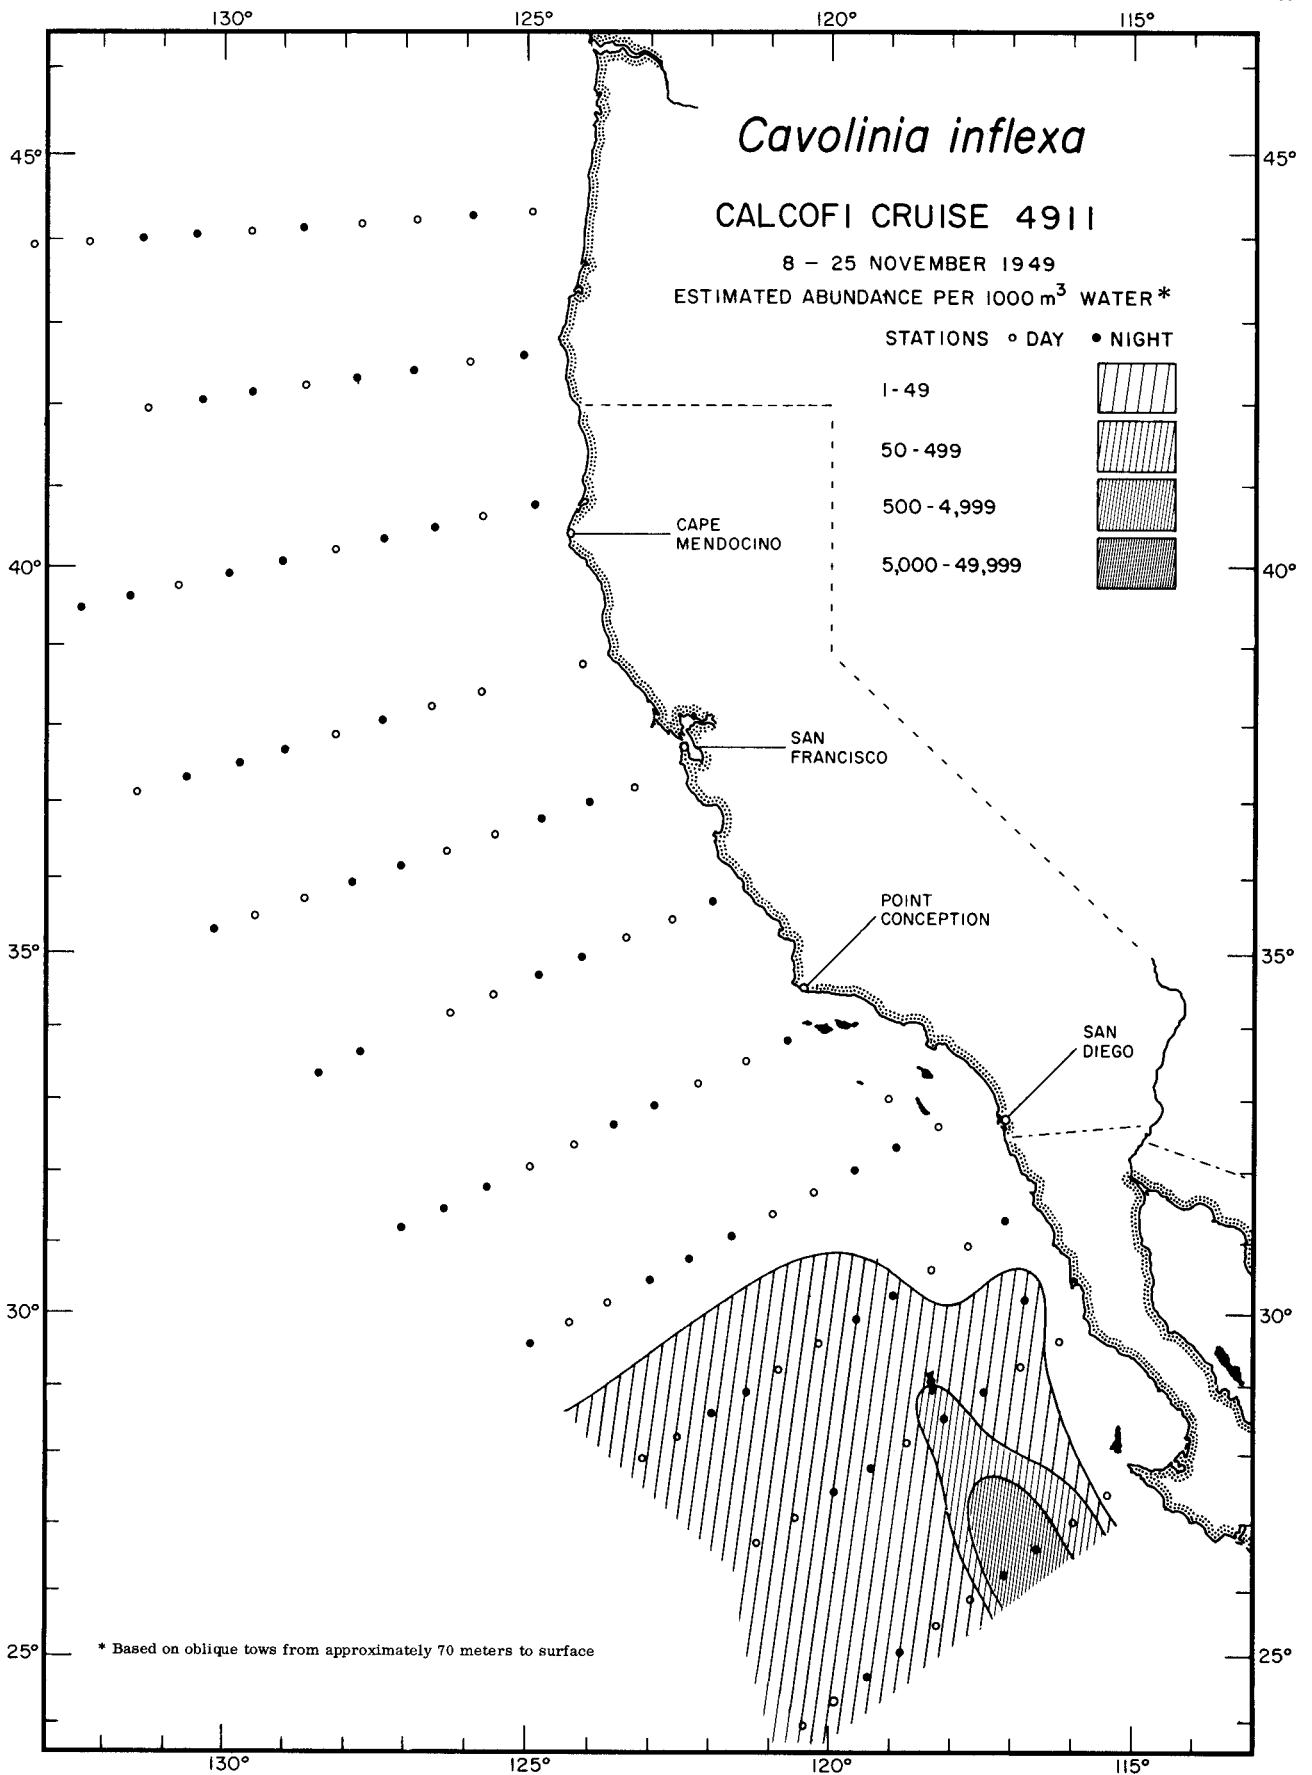 130° 125° 120° 115°
Cavolinia inflexa
45° 45°
CALCOFI CRUISE 4911
8 – 25 NOVEMBER 1949
ESTIMATED ABUNDANCE PER 1000 m³ WATER*
STATIONS ○ DAY ● NIGHT
1-49
50-499
500-4,999
5,000-49,999
CAPE
MENDOCINO
40° 40°
SAN
FRANCISCO
POINT
CONCEPTION
35° 35°
SAN
DIEGO
30° 30°
25° 25°
* Based on oblique tows from approximately 70 meters to surface
130° 125° 120° 115°